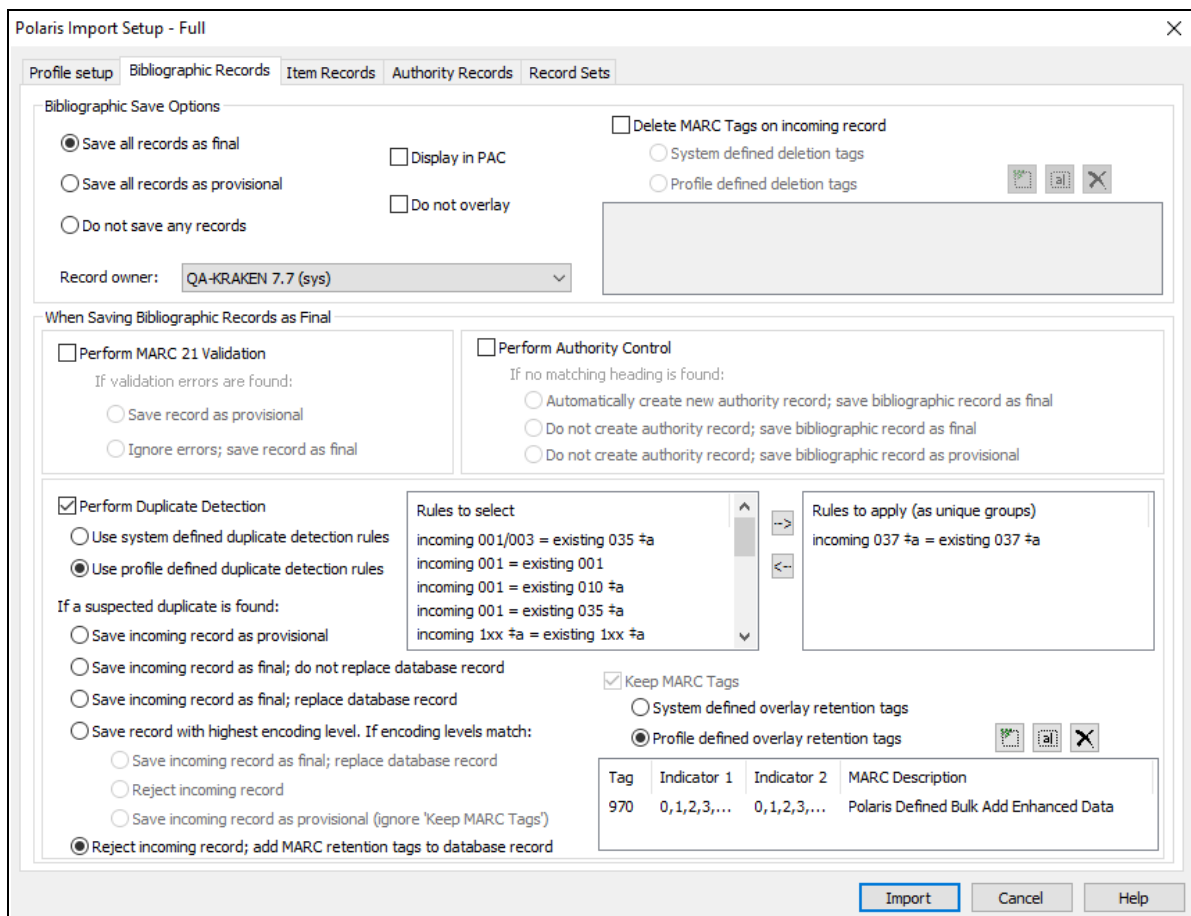 Polaris Import Setup - Full
Profile setup Bibliographic Records Item Records Authority Records Record Sets
Bibliographic Save Options
Save all records as final
Save all records as provisional
Do not save any records
Display in PAC
Do not overlay
Record owner: QA-KRAKEN 7.7 (sys)
Delete MARC Tags on incoming record
System defined deletion tags
Profile defined deletion tags
When Saving Bibliographic Records as Final
Perform MARC 21 Validation
If validation errors are found:
Save record as provisional
Ignore errors; save record as final
Perform Authority Control
If no matching heading is found:
Automatically create new authority record; save bibliographic record as final
Do not create authority record; save bibliographic record as final
Do not create authority record; save bibliographic record as provisional
Perform Duplicate Detection
Use system defined duplicate detection rules
Use profile defined duplicate detection rules
Rules to select
incoming 001/003 = existing 035 ‡a
incoming 001 = existing 001
incoming 001 = existing 010 ‡a
incoming 001 = existing 035 ‡a
incoming 1xx ‡a = existing 1xx ‡a
-->
<--
Rules to apply (as unique groups)
incoming 037 ‡a = existing 037 ‡a
If a suspected duplicate is found:
Save incoming record as provisional
Save incoming record as final; do not replace database record
Save incoming record as final; replace database record
Save record with highest encoding level. If encoding levels match:
Save incoming record as final; replace database record
Reject incoming record
Save incoming record as provisional (ignore 'Keep MARC Tags')
Reject incoming record; add MARC retention tags to database record
Keep MARC Tags
System defined overlay retention tags
Profile defined overlay retention tags
Tag Indicator 1 Indicator 2 MARC Description
970 0,1,2,3,... 0,1,2,3,... Polaris Defined Bulk Add Enhanced Data
Import Cancel Help